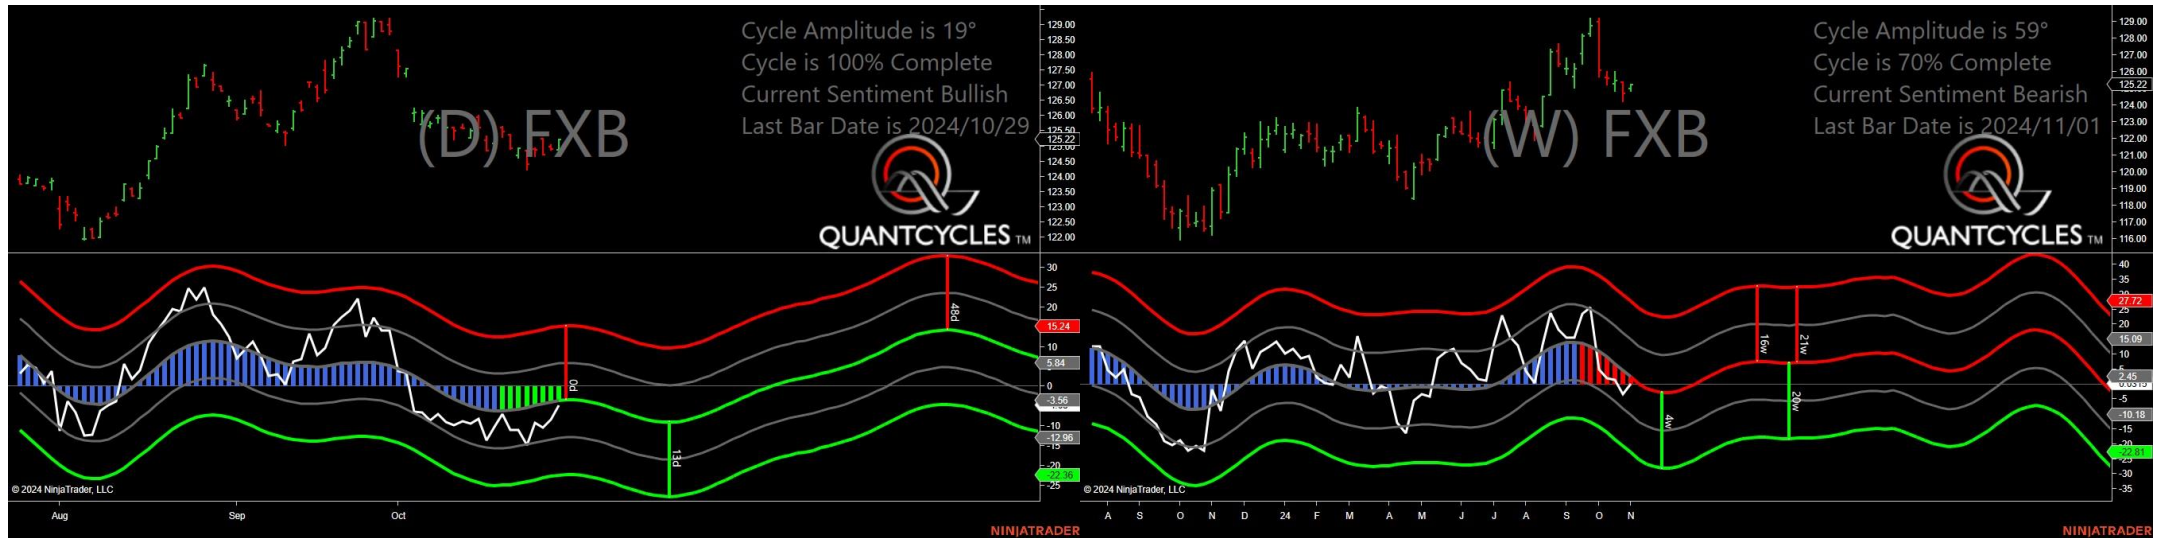 Cycle Amplitude is 19°
Cycle is 100% Complete
Current Sentiment Bullish
Last Bar Date is 2024/10/29
(D) FXB
QUANTCYCLES TM
129.00
128.50
128.00
127.50
127.00
126.50
126.00
125.50
125.22
124.50
124.00
123.50
123.00
122.50
122.00
30
25
20
15.24
10
5.84
0
-3.56
-10
-12.96
-15
-20
-22.36
-25
P0
13d
48d
© 2024 NinjaTrader, LLC
Aug Sep Oct
NINJATRADER
Cycle Amplitude is 59°
Cycle is 70% Complete
Current Sentiment Bearish
Last Bar Date is 2024/11/01
(W) FXB
QUANTCYCLES TM
129.00
128.00
127.00
126.00
125.22
124.00
123.00
122.00
121.00
120.00
119.00
118.00
117.00
116.00
40
35
27.72
25
20
15.09
10
2.45
-5
-10.18
-15
-22.81
-30
-35
4w
16w
21w
20w
© 2024 NinjaTrader, LLC
A S O N D 24 F M A M J J A S O N
NINJATRADER